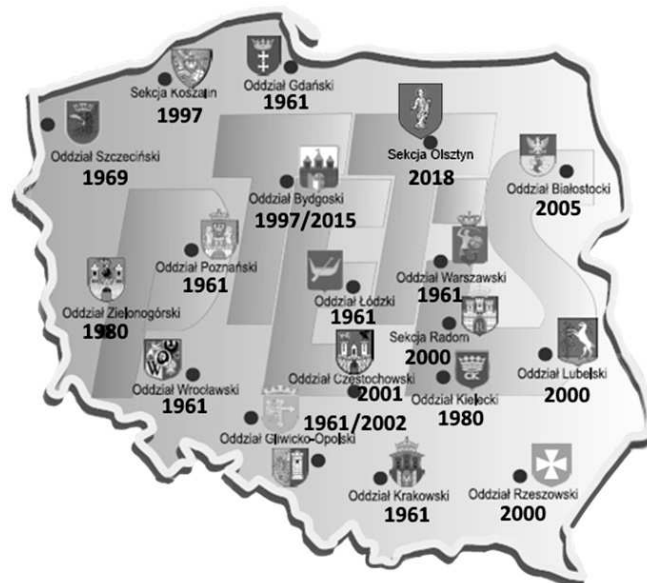 Sekcja Koszalin
1997
Oddział Gdański
1961
Oddział Szczeciński
1969
Sekcja Olsztyn
2018
Oddział Białostocki
2005
Oddział Bydgoski
1997/2015
Oddział Poznański
1961
Oddział Warszawski
1961
Oddział Łódzki
1961
Oddział Zielonogórski
1980
Sekcja Radom
2000
Oddział Lubelski
2000
Oddział Wrocławski
1961
Oddział Częstochowski
2001
Oddział Kielecki
1980
1961/2002
Oddział Gliwicko-Opolski
Oddział Krakowski
1961
Oddział Rzeszowski
2000
PTETiS